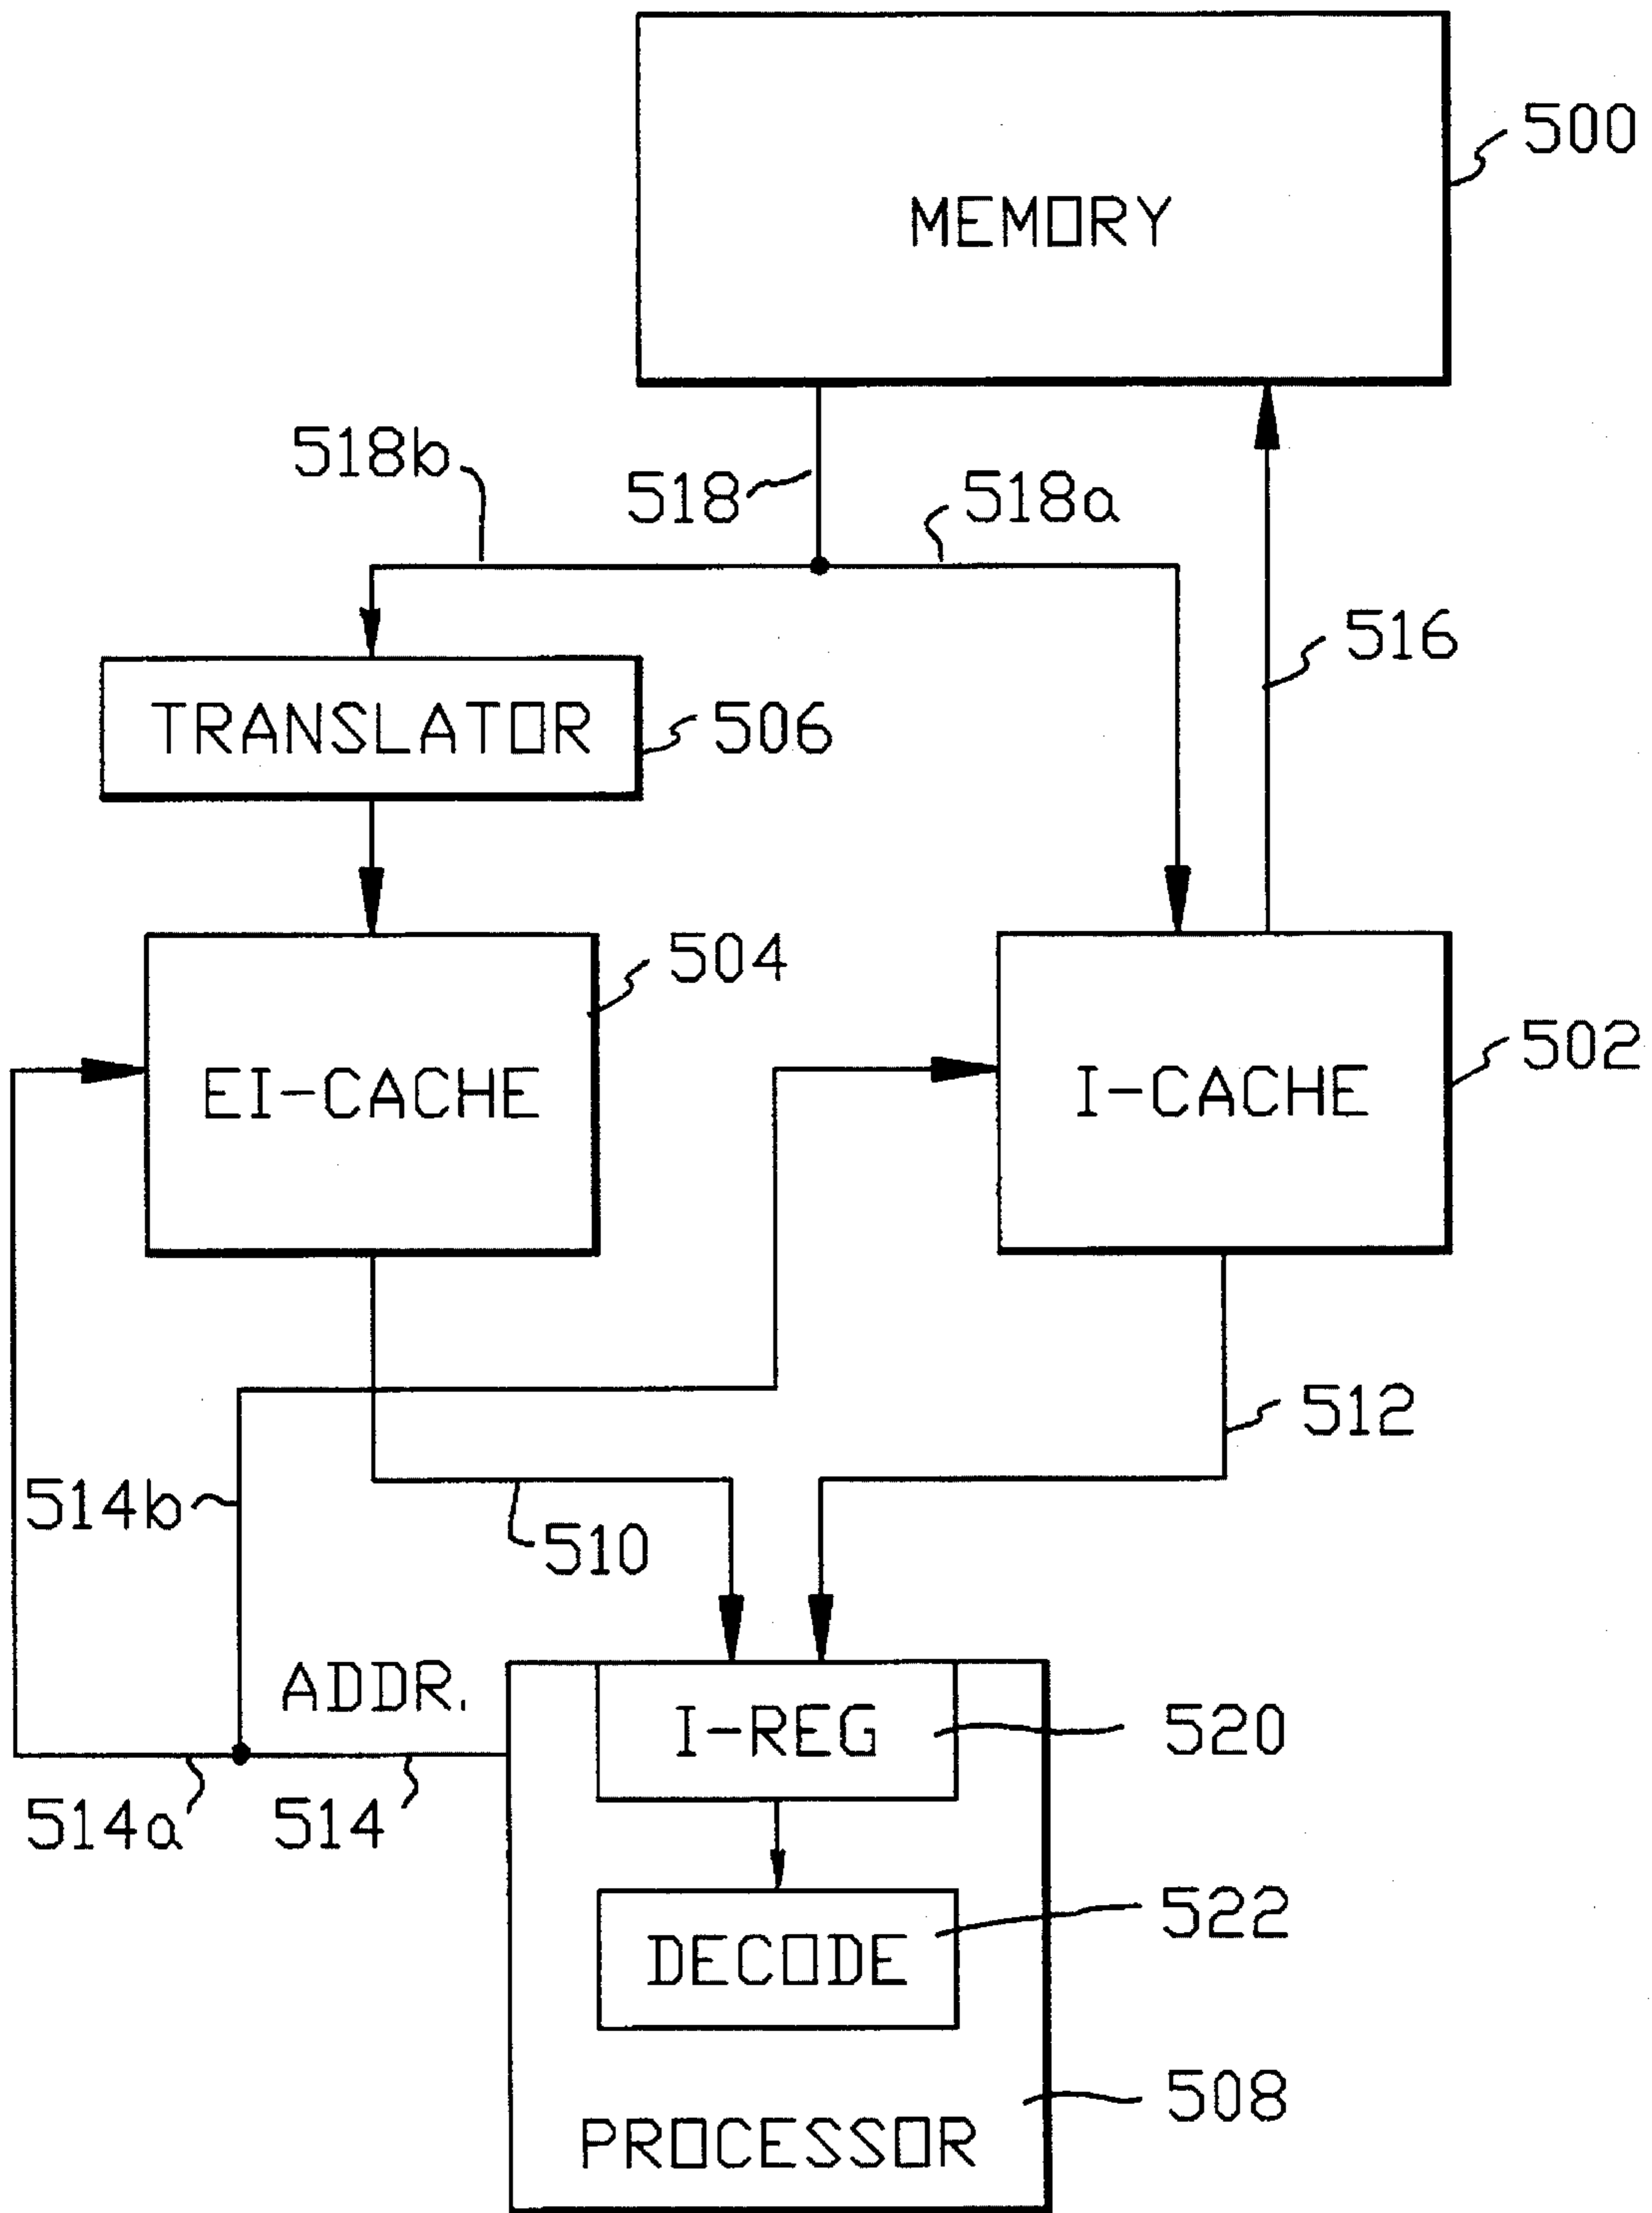 500
MEMORY
518b
518
518a
516
TRANSLATOR
506
504
502
EI-CACHE
I-CACHE
512
514b
510
ADDR.
I-REG
520
514a
514
522
DECODE
508
PROCESSOR